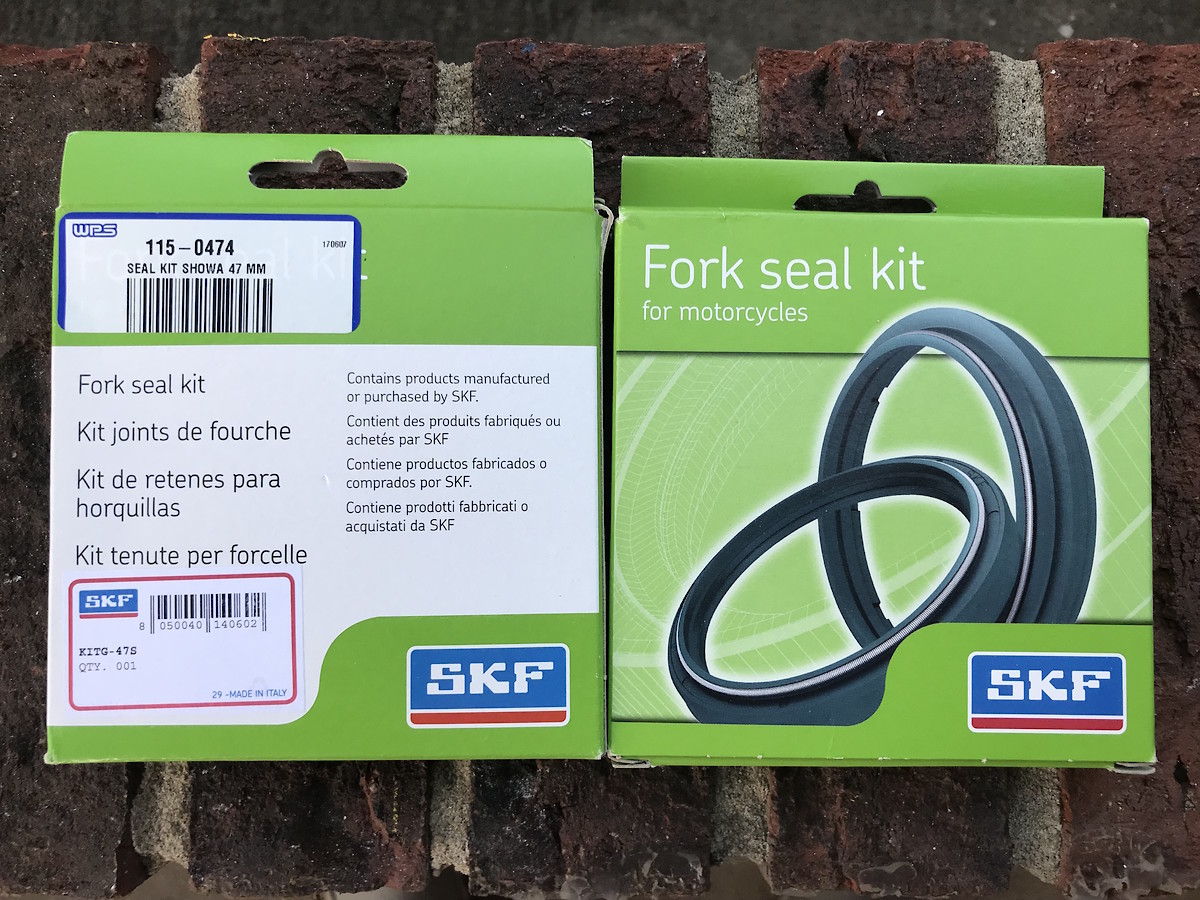 WPS
115-0474
170607
SEAL KIT SHOWA 47 MM
Fork seal kit
Kit joints de fourche
Kit de retenes para
horquillas
Kit tenute per forcelle
Contains products manufactured
or purchased by SKF.
Contient des produits fabriqués ou
achetés par SKF
Contiene productos fabricados o
comprados por SKF.
Contiene prodotti fabbricati o
acquistati da SKF
SKF
8 050040 140602
KITG-47S
QTY. 001
29 -MADE IN ITALY
SKF
Fork seal kit
for motorcycles
SKF